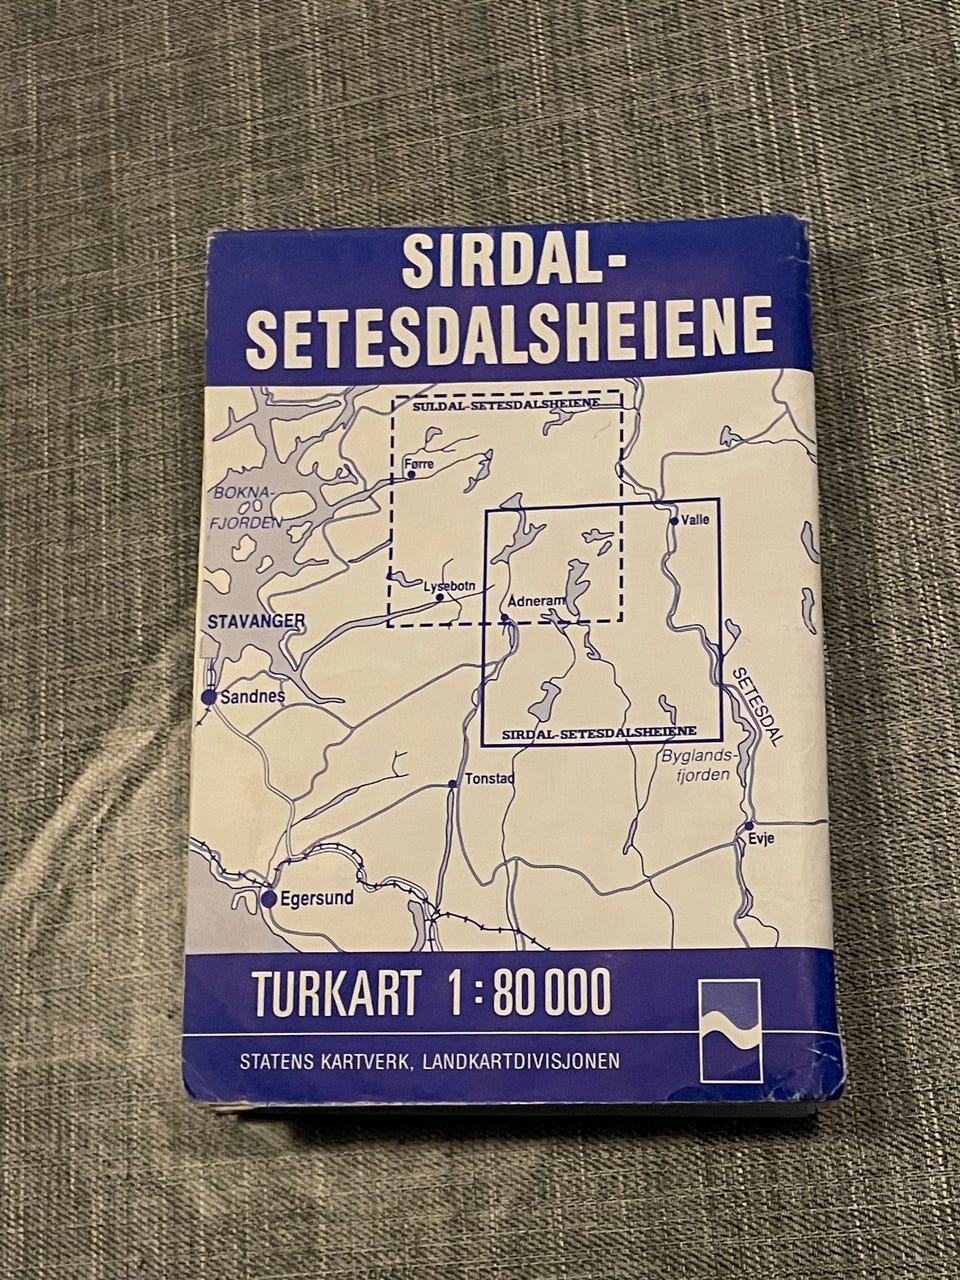 SIRDAL-
SETESDALSHEIENE
SULDAL-SETESDALSHEIENE
Førre
BOKNA-
FJORDEN
Valle
Lysebotn
Ådneram
STAVANGER
Sandnes
SETESDAL
SIRDAL-SETESDALSHEIENE
Byglands-
fjorden
Tonstad
Evje
Egersund
TURKART 1:80 000
STATENS KARTVERK, LANDKARTDIVISJONEN